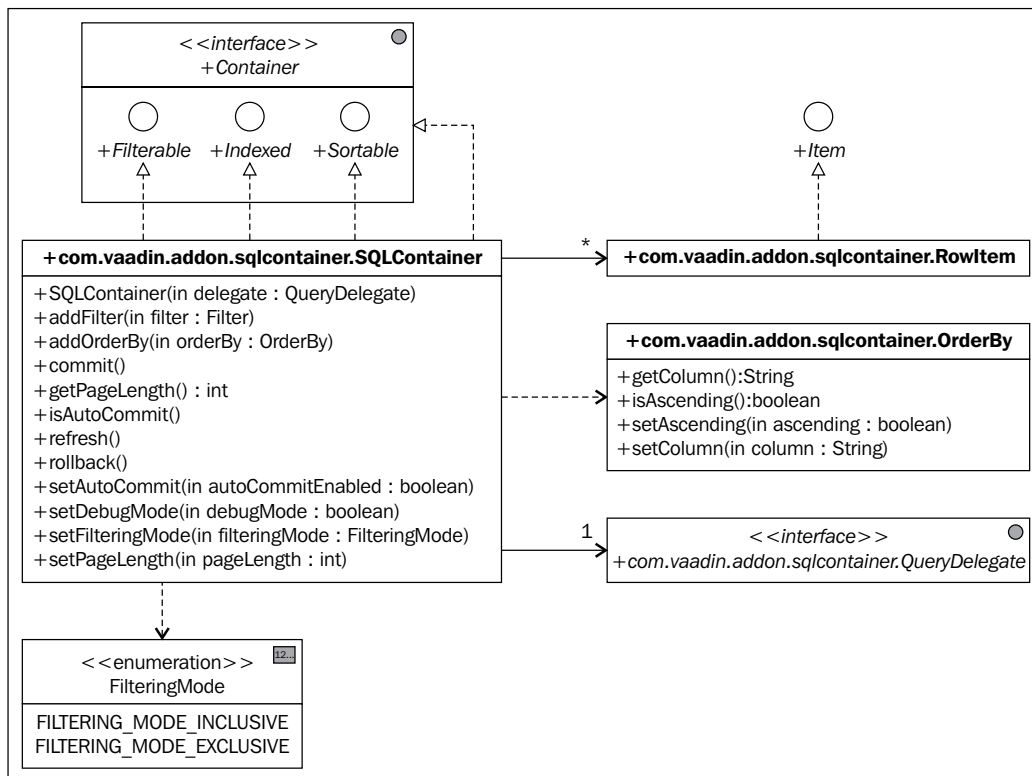 <<interface>>
+Container
+Filterable +Indexed +Sortable
+Item
+com.vaadin.addon.sqlcontainer.SQLContainer
+SQLContainer(in delegate : QueryDelegate)
+addFilter(in filter : Filter)
+addOrderBy(in orderBy : OrderBy)
+commit()
+getPageLength() : int
+isAutoCommit()
+refresh()
+rollback()
+setAutoCommit(in autoCommitEnabled : boolean)
+setDebugMode(in debugMode : boolean)
+setFilteringMode(in filteringMode : FilteringMode)
+setPageLength(in pageLength : int)
*
+com.vaadin.addon.sqlcontainer.RowItem
+com.vaadin.addon.sqlcontainer.OrderBy
+getColumn():String
+isAscending():boolean
+setAscending(in ascending : boolean)
+setColumn(in column : String)
1
<<interface>>
+com.vaadin.addon.sqlcontainer.QueryDelegate
<<enumeration>>
12...
FilteringMode
FILTERING_MODE_INCLUSIVE
FILTERING_MODE_EXCLUSIVE